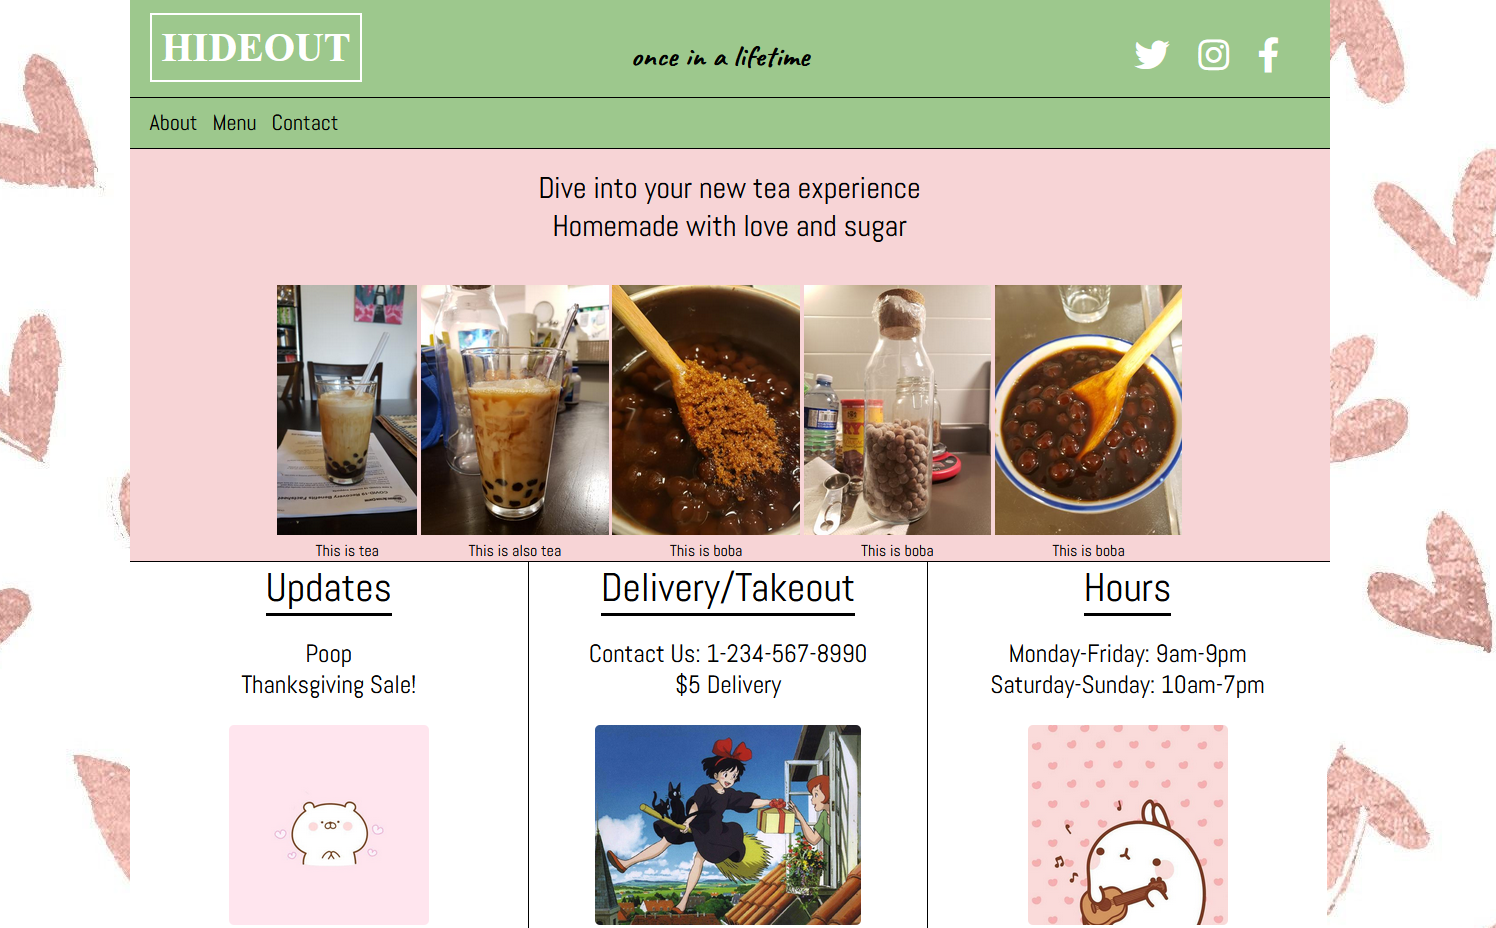 HIDEOUT
once in a lifetime
About Menu Contact
Dive into your new tea experience
Homemade with love and sugar
This is tea
This is also tea
This is boba
This is boba
This is boba
Updates
Poop
Thanksgiving Sale!
Delivery/Takeout
Contact Us: 1-234-567-8990
$5 Delivery
Hours
Monday-Friday: 9am-9pm
Saturday-Sunday: 10am-7pm